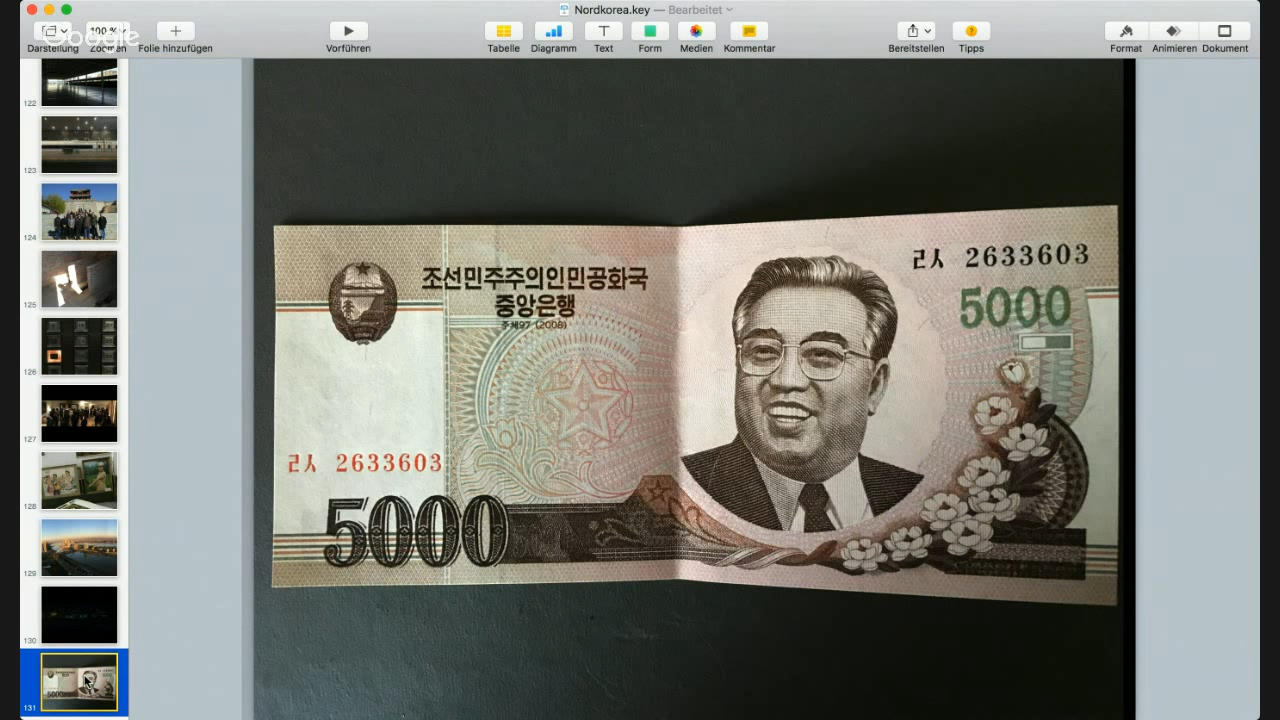 Nordkorea.key — Bearbeitet
100 %
Google
Darstellung Zoomen Folie hinzufügen Vorführen Tabelle Diagramm Text Form Medien Kommentar Bereitstellen Tipps Format Animieren Dokument
122
123
124
125
126
127
128
129
130
131
조선민주주의인민공화국
중앙은행
주체97 (2008)
ㄹㅅ 2633603
5000
ㄹㅅ 2633603
5000